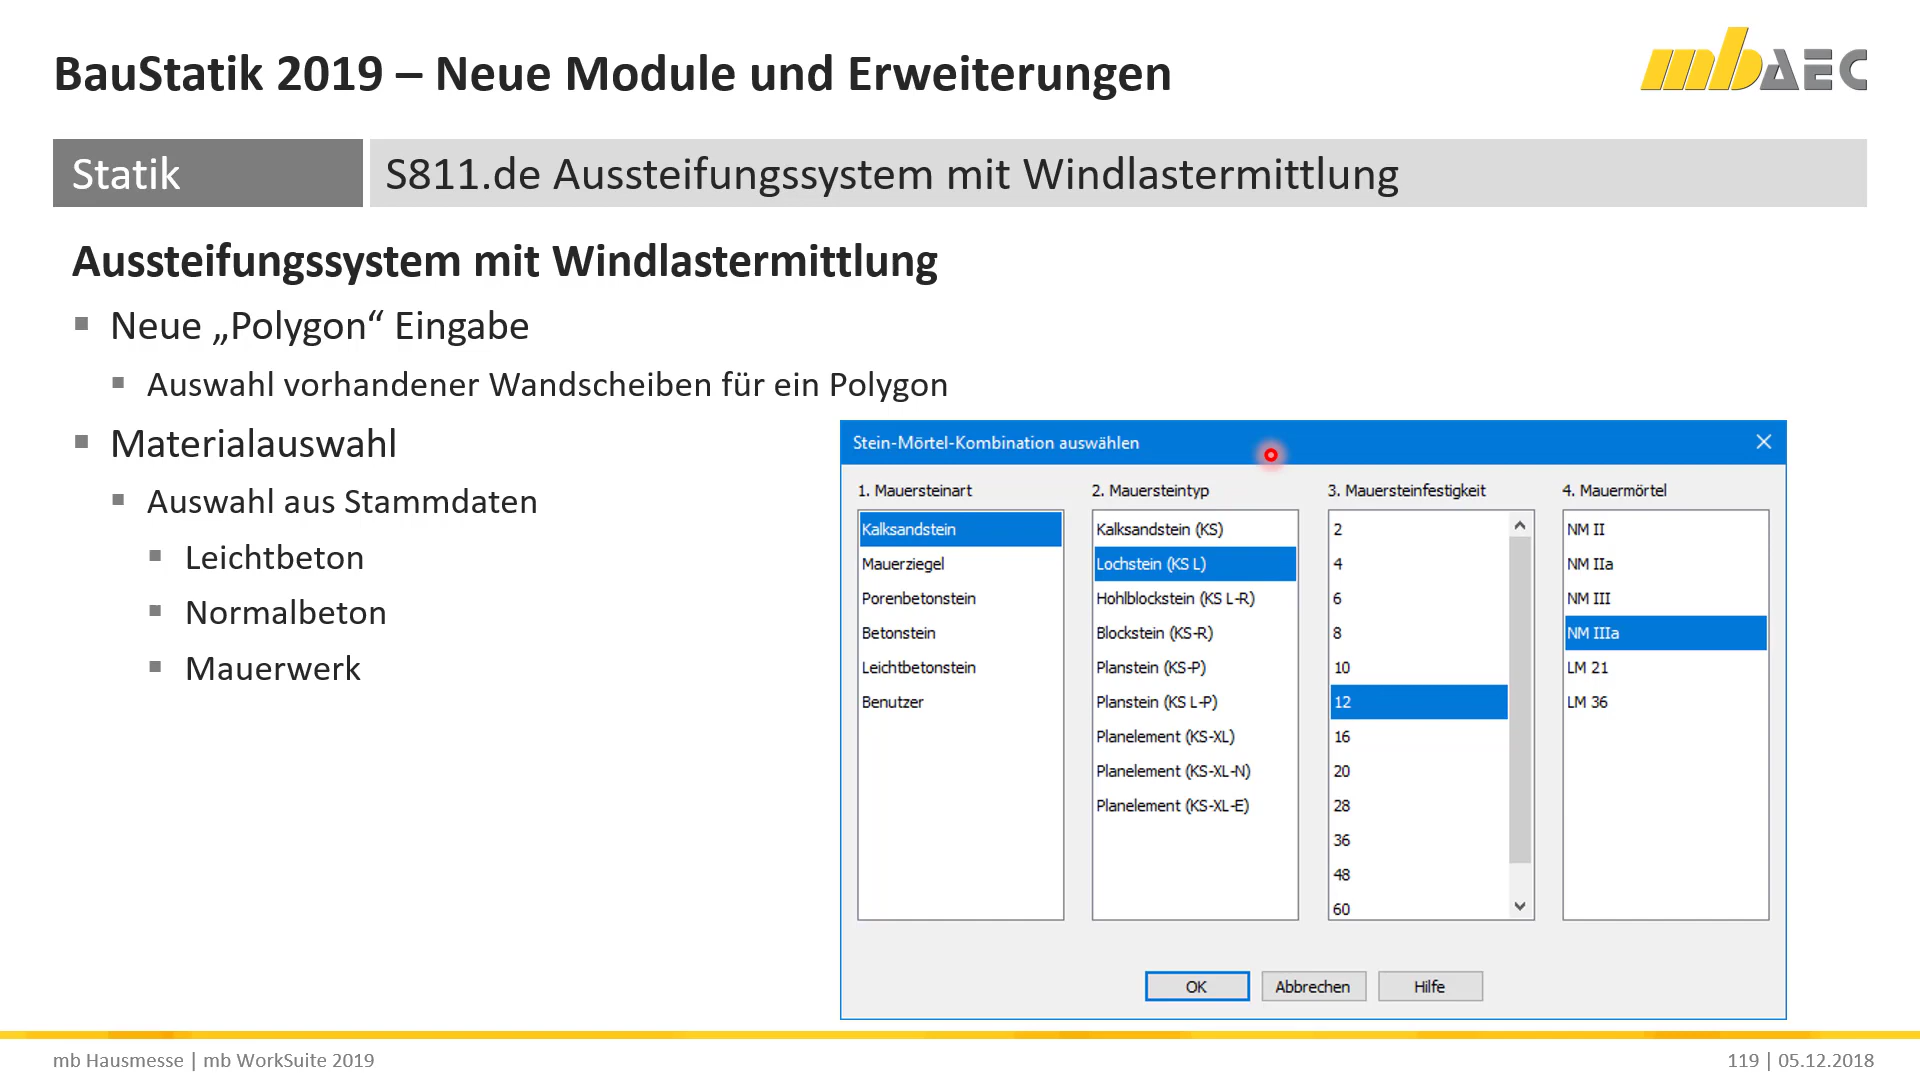 BauStatik 2019 – Neue Module und Erweiterungen
mbAEC
Statik
S811.de Aussteifungssystem mit Windlastermittlung
Aussteifungssystem mit Windlastermittlung
Neue „Polygon“ Eingabe
Auswahl vorhandener Wandscheiben für ein Polygon
Materialauswahl
Auswahl aus Stammdaten
Leichtbeton
Normalbeton
Mauerwerk
Stein-Mörtel-Kombination auswählen
1. Mauersteinart
Kalksandstein
Mauerziegel
Porenbetonstein
Betonstein
Leichtbetonstein
Benutzer
2. Mauersteintyp
Kalksandstein (KS)
Lochstein (KS L)
Hohlblockstein (KS L-R)
Blockstein (KS-R)
Planstein (KS-P)
Planstein (KS L-P)
Planelement (KS-XL)
Planelement (KS-XL-N)
Planelement (KS-XL-E)
3. Mauersteinfestigkeit
2
4
6
8
10
12
16
20
28
36
48
60
4. Mauermörtel
NM II
NM IIa
NM III
NM IIIa
LM 21
LM 36
OK
Abbrechen
Hilfe
mb Hausmesse | mb WorkSuite 2019
119 | 05.12.2018